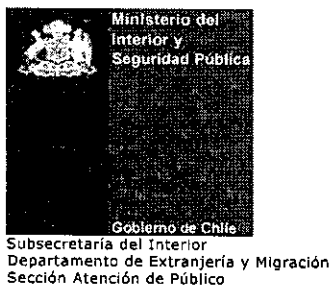 Ministerio del
Interior y
Seguridad Pública
Gobierno de Chile
Subsecretaría del Interior
Departamento de Extranjería y Migración
Sección Atención de Público